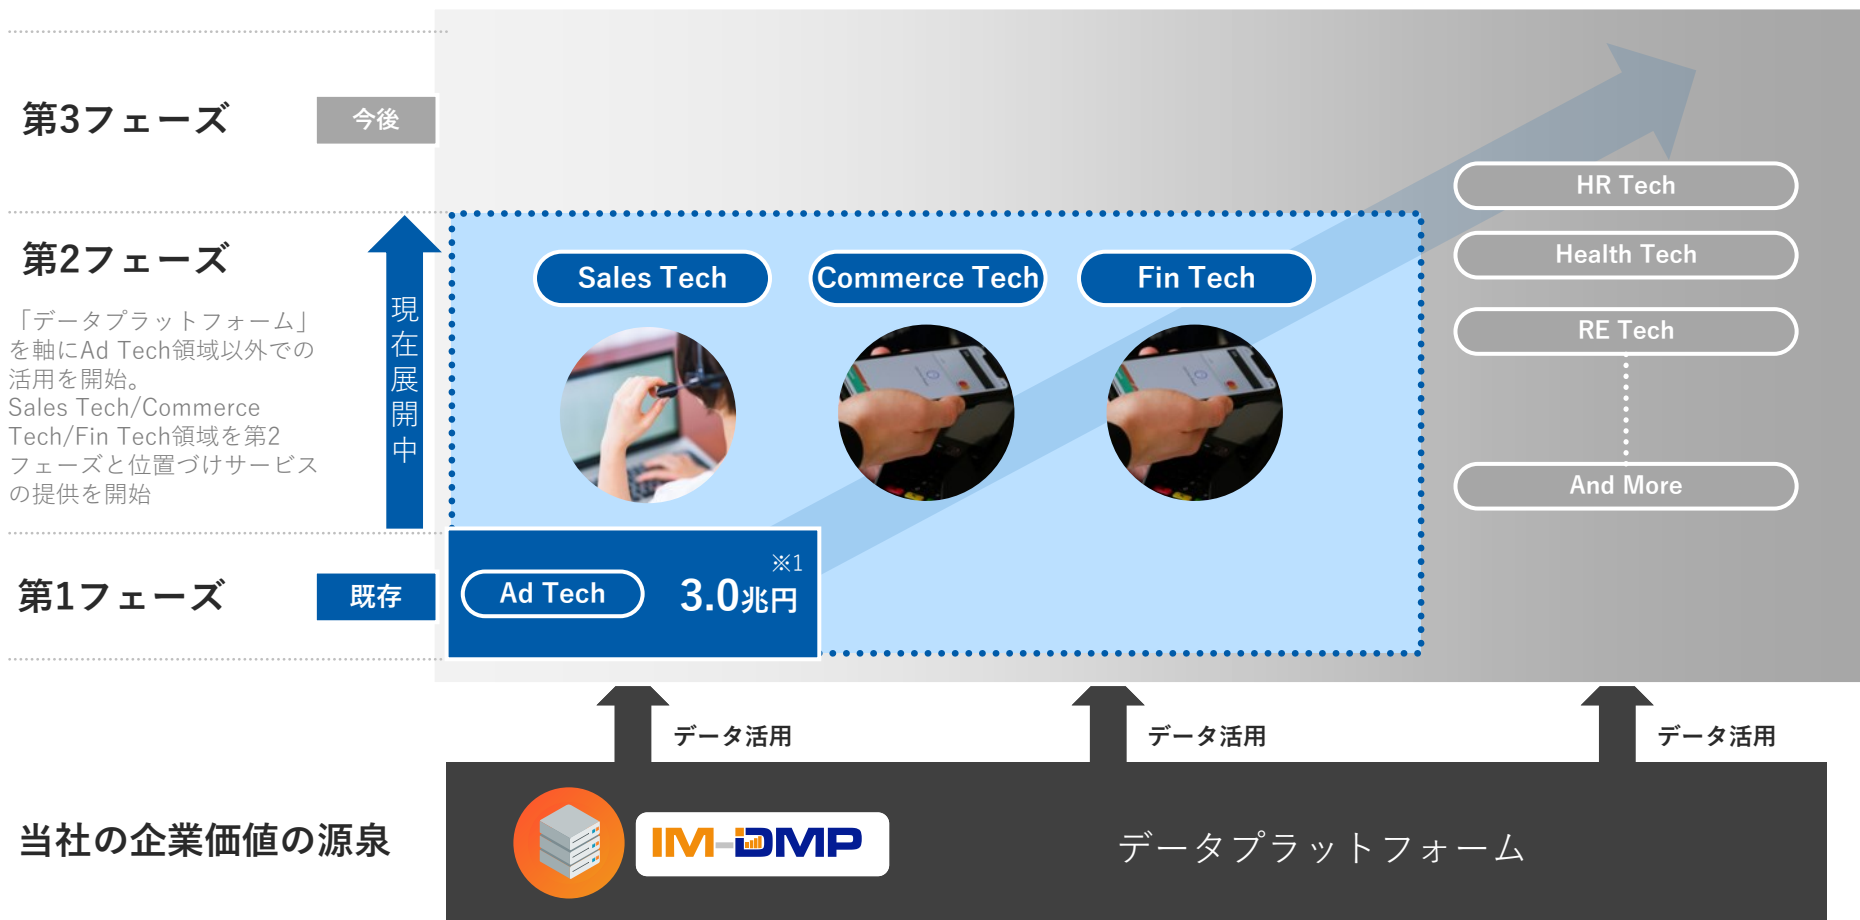 第3フェーズ
今後
HR Tech
Health Tech
RE Tech
And More
第2フェーズ
「データプラットフォーム」
を軸にAd Tech領域以外での
活用を開始。
Sales Tech/Commerce
Tech/Fin Tech領域を第2
フェーズと位置づけサービス
の提供を開始
現在展開中
Sales Tech
Commerce Tech
Fin Tech
第1フェーズ
既存
Ad Tech
3.0兆円
※1
データ活用
データ活用
データ活用
当社の企業価値の源泉
IM-DMP
データプラットフォーム